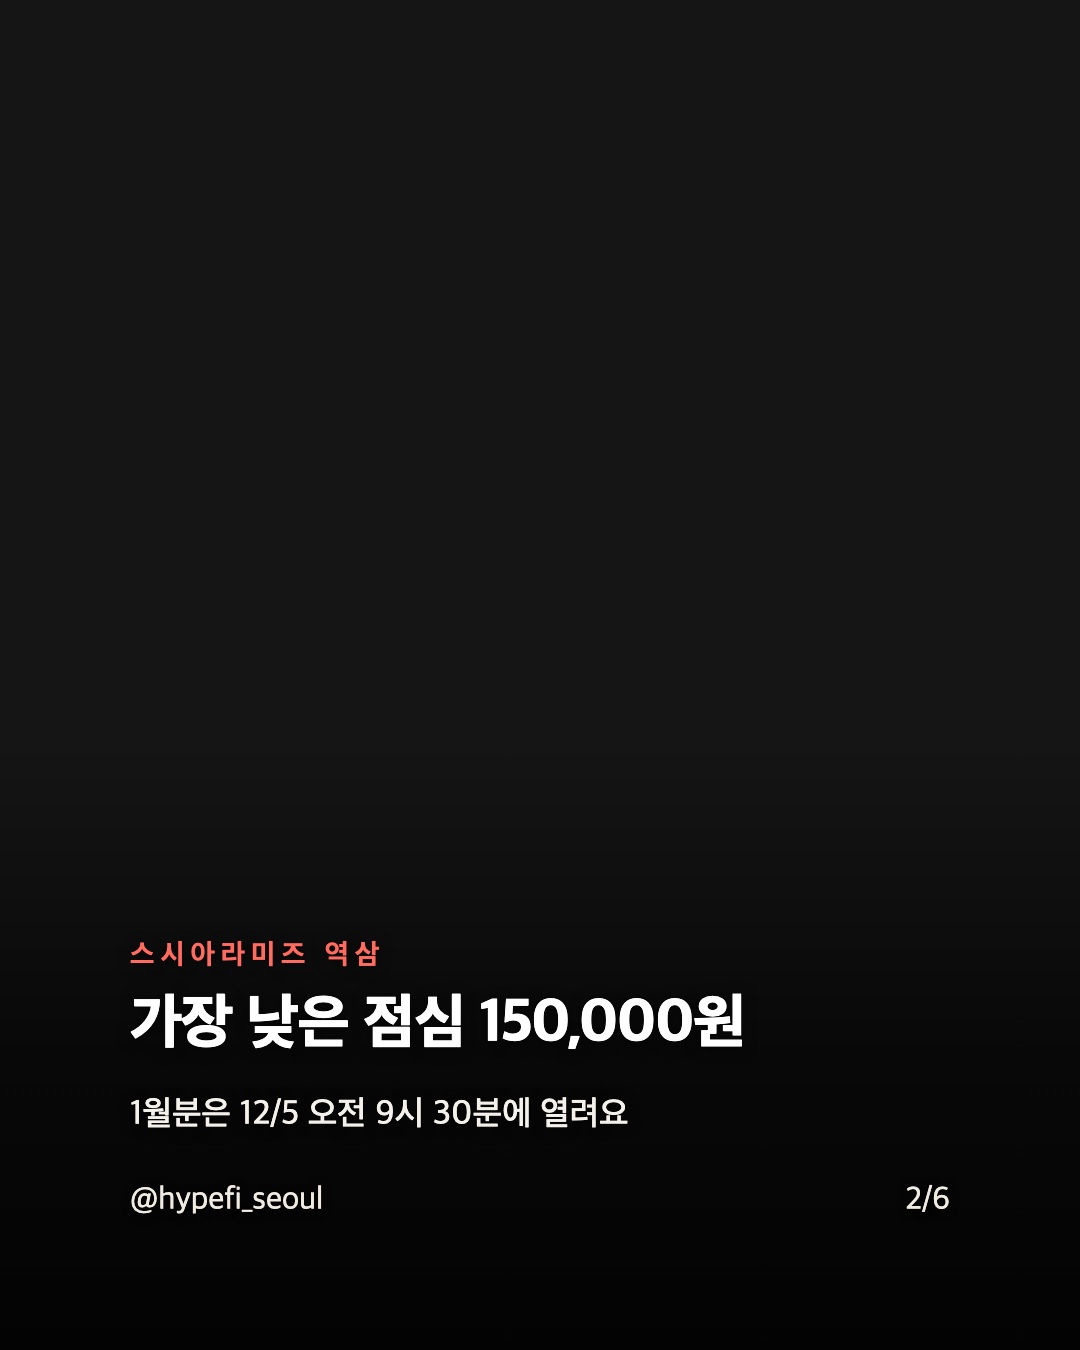 스시아라미즈 역삼
가장 낮은 점심 150,000원
1월분은 12/5 오전 9시 30분에 열려요
@hypefi_seoul
2/6